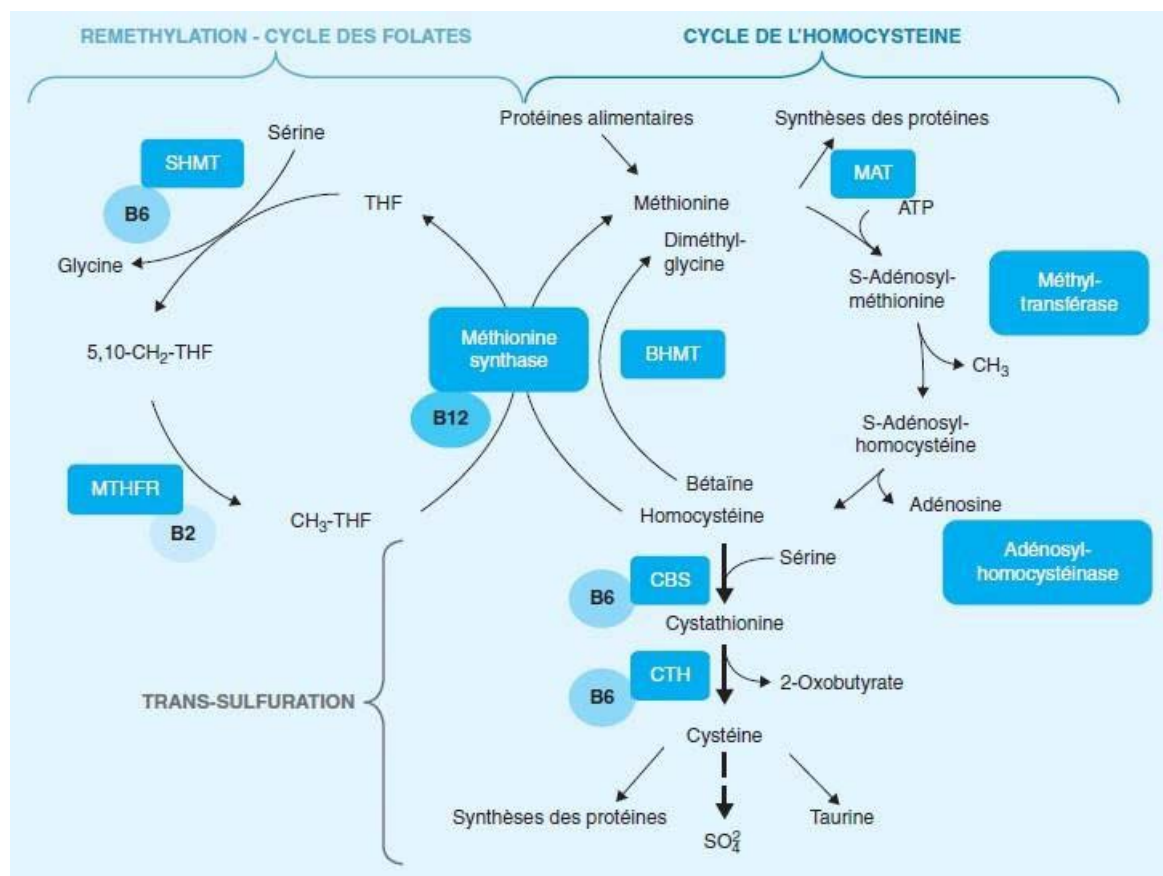 REMETHYLATION - CYCLE DES FOLATES
CYCLE DE L'HOMOCYSTEINE
Protéines alimentaires
Synthèses des protéines
Sérine
SHMT
MAT
B6
THF
Méthionine
ATP
Diméthyl-
glycine
Glycine
S-Adénosyl-
méthionine
Méthyl-
transférase
Méthionine
synthase
BHMT
5,10-CH2-THF
CH3
B12
S-Adénosyl-
homocystéine
MTHFR
Bétaïne
Adénosine
CH3-THF
Homocystéine
B2
Adénosyl-
homocystéinase
Sérine
CBS
B6
Cystathionine
CTH
2-Oxobutyrate
B6
TRANS-SULFURATION
Cystéine
Synthèses des protéines
Taurine
SO42